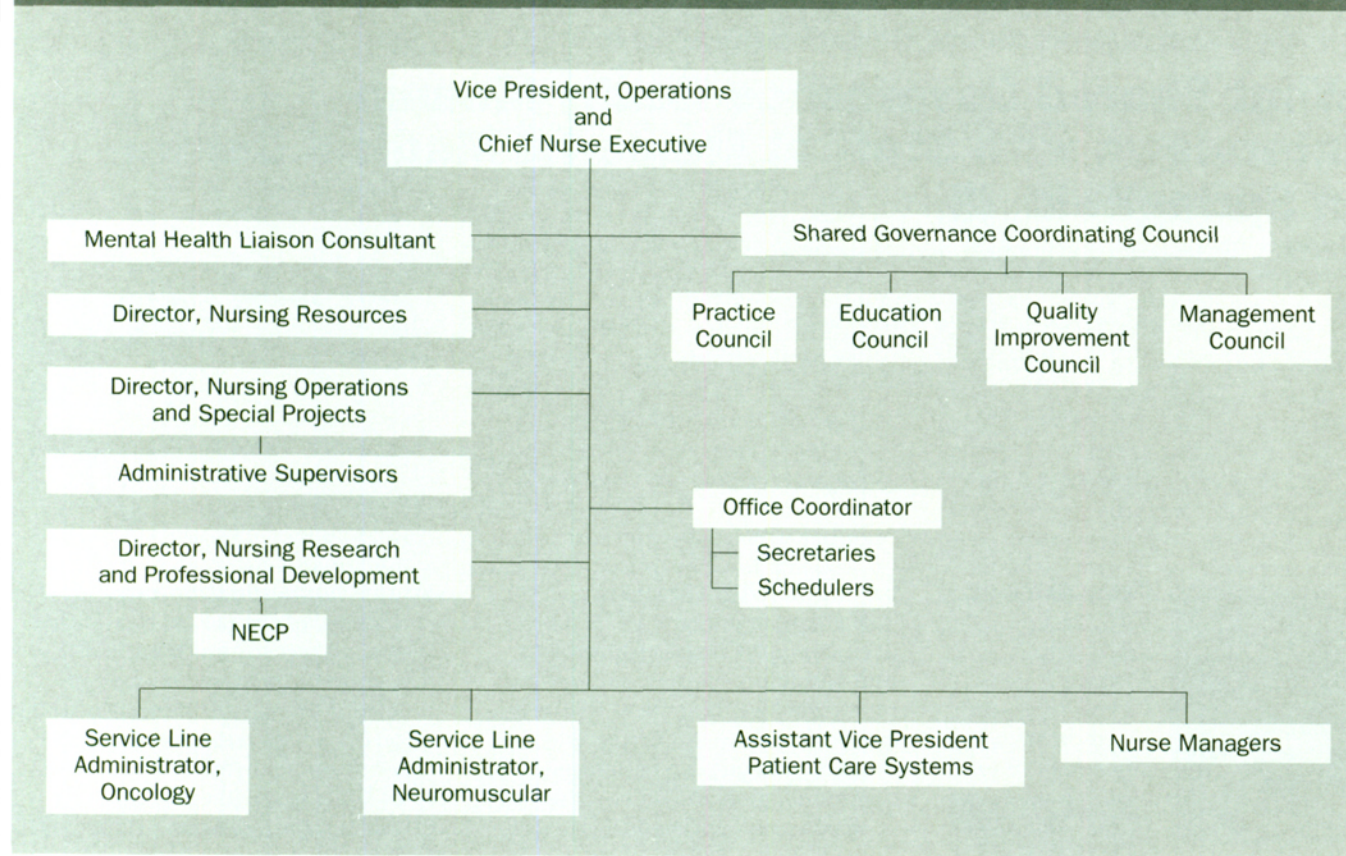 Vice President, Operations
and
Chief Nurse Executive
Mental Health Liaison Consultant
Shared Governance Coordinating Council
Director, Nursing Resources
Practice
Council
Education
Council
Quality
Improvement
Council
Management
Council
Director, Nursing Operations
and Special Projects
Administrative Supervisors
Office Coordinator
Secretaries
Schedulers
Director, Nursing Research
and Professional Development
NECP
Service Line
Administrator,
Oncology
Service Line
Administrator,
Neuromuscular
Assistant Vice President
Patient Care Systems
Nurse Managers